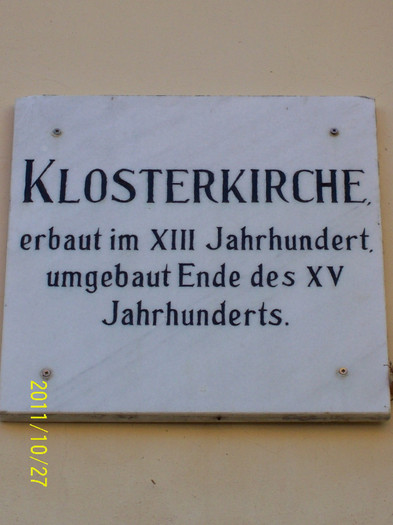 KLOSTERKIRCHE,
erbaut im XIII Jahrhundert,
umgebaut Ende des XV
Jahrhunderts.
2011/10/27